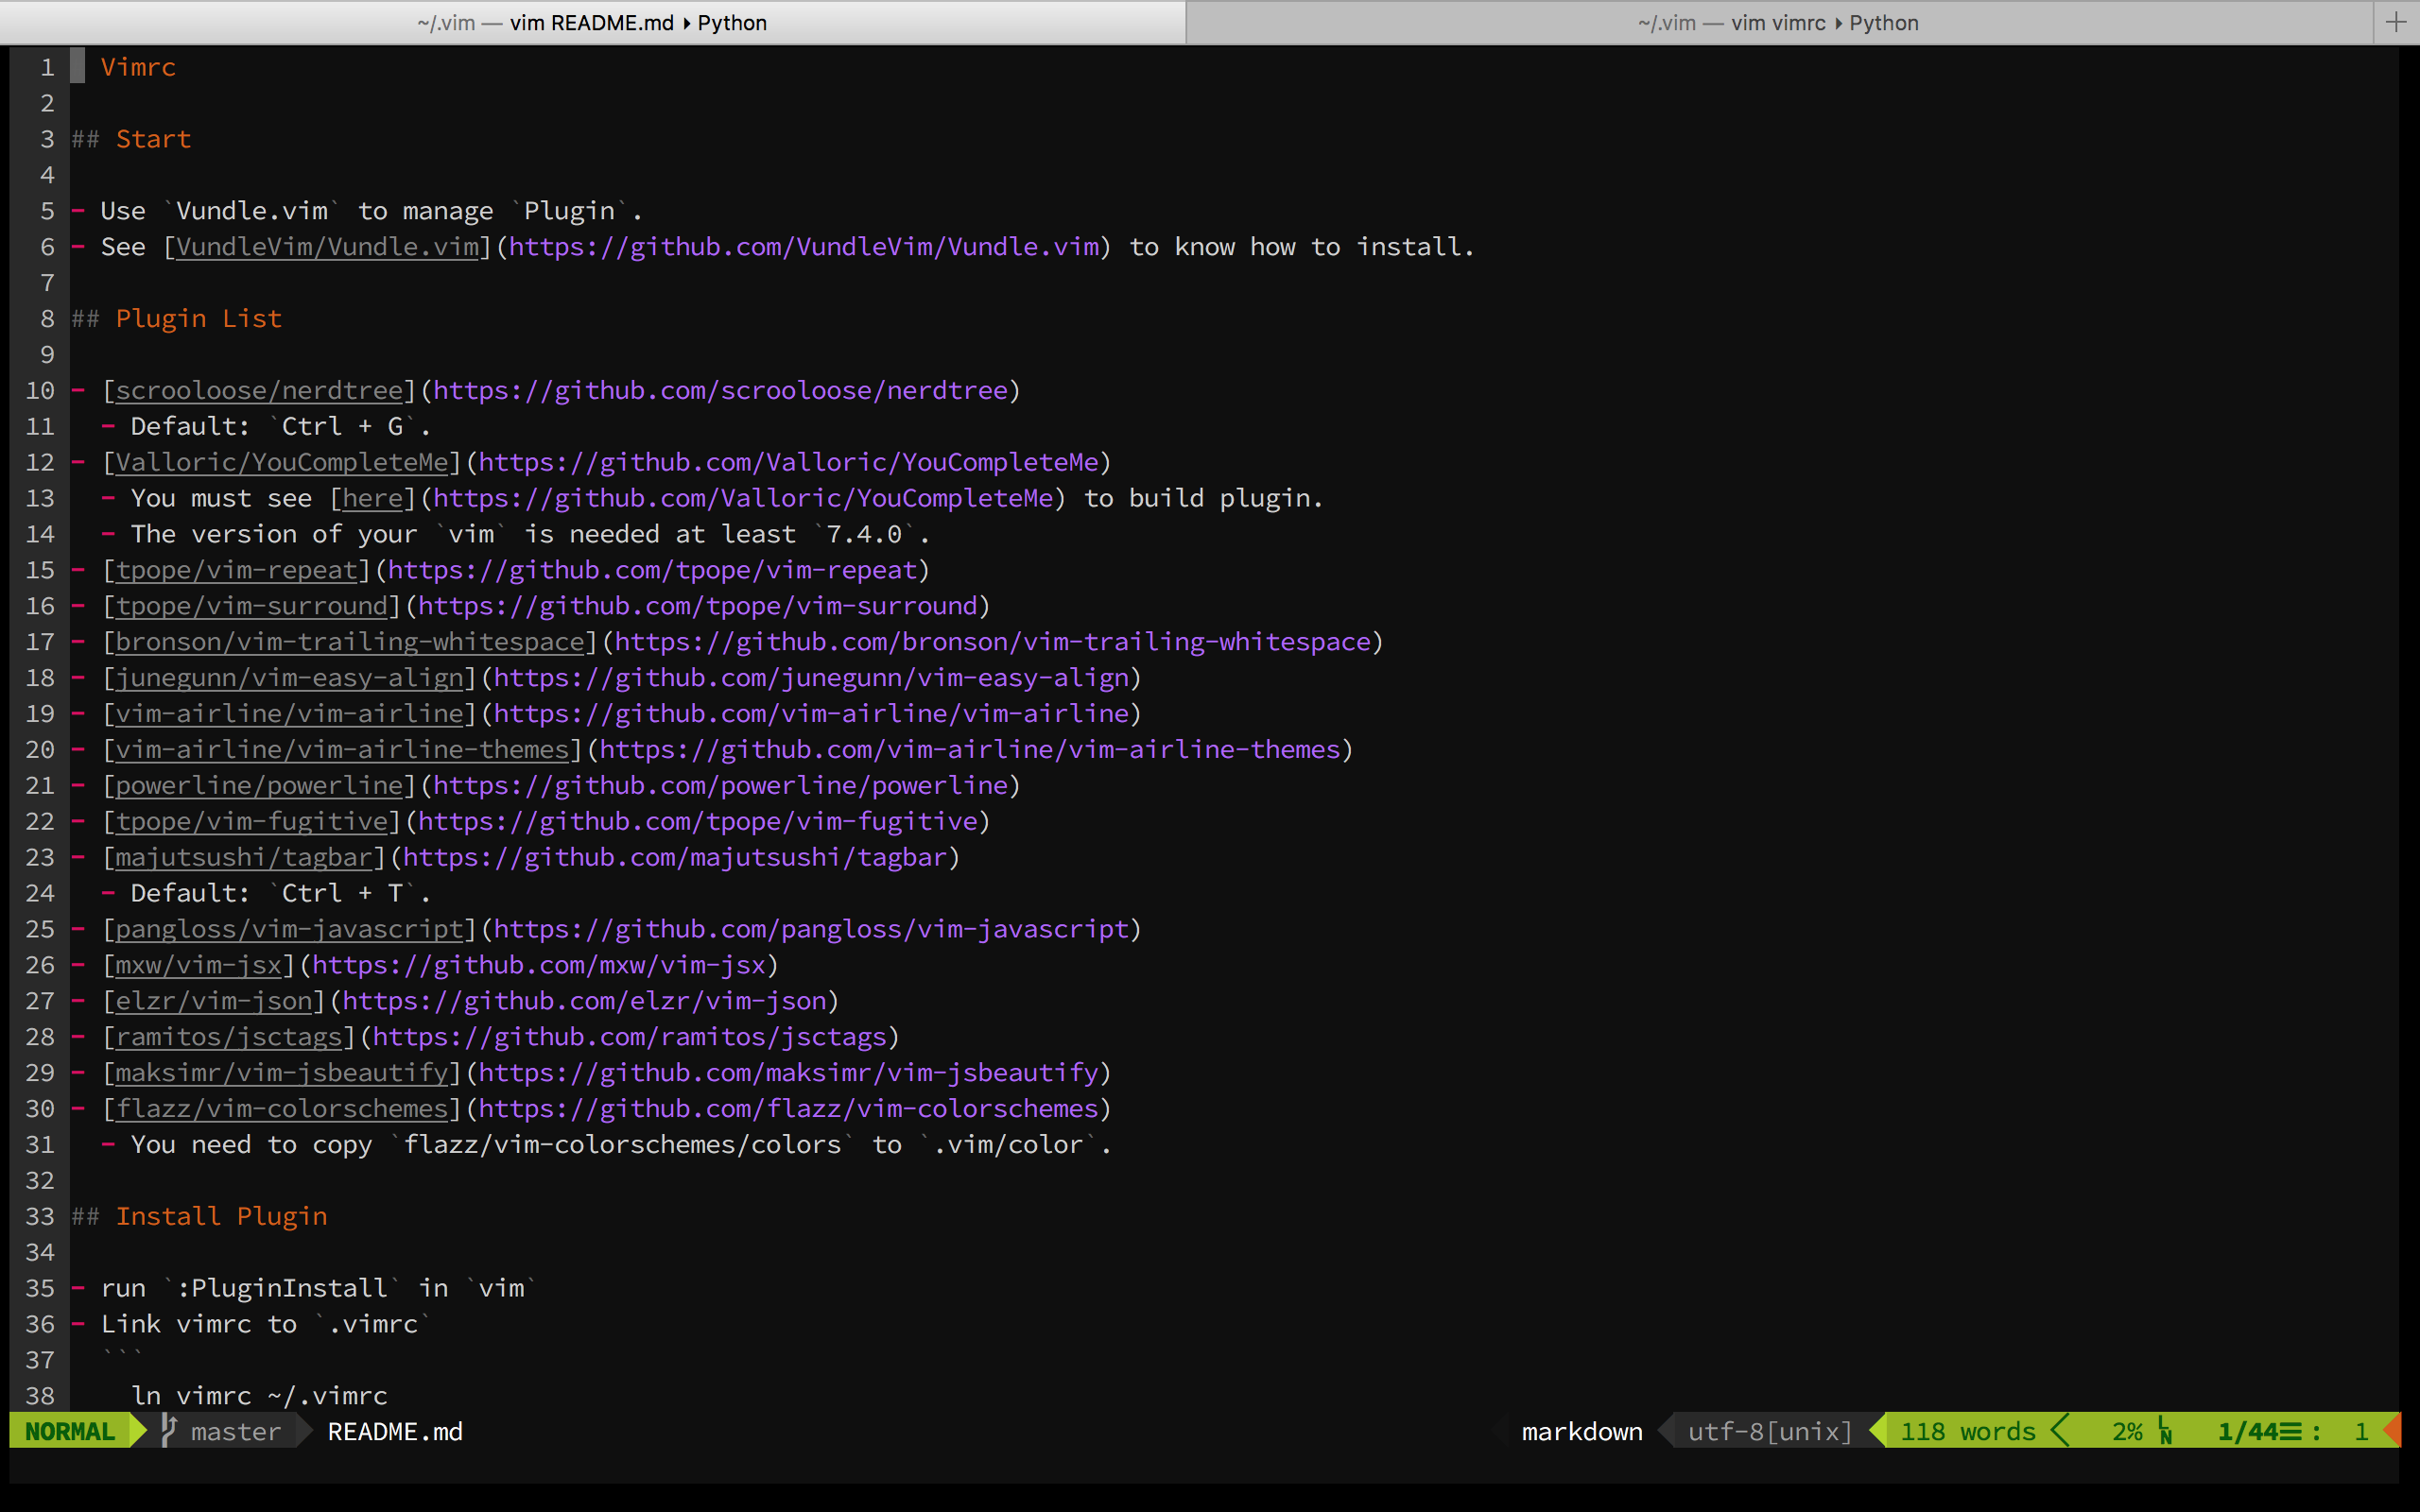 ~/.vim — vim README.md ▸ Python
~/.vim — vim vimrc ▸ Python
+
1 Vimrc
2
3 ## Start
4
5 - Use `Vundle.vim` to manage `Plugin`.
6 - See [VundleVim/Vundle.vim](https://github.com/VundleVim/Vundle.vim) to know how to install.
7
8 ## Plugin List
9
10 - [scrooloose/nerdtree](https://github.com/scrooloose/nerdtree)
11   - Default: `Ctrl + G`.
12 - [Valloric/YouCompleteMe](https://github.com/Valloric/YouCompleteMe)
13   - You must see [here](https://github.com/Valloric/YouCompleteMe) to build plugin.
14   - The version of your `vim` is needed at least `7.4.0`.
15 - [tpope/vim-repeat](https://github.com/tpope/vim-repeat)
16 - [tpope/vim-surround](https://github.com/tpope/vim-surround)
17 - [bronson/vim-trailing-whitespace](https://github.com/bronson/vim-trailing-whitespace)
18 - [junegunn/vim-easy-align](https://github.com/junegunn/vim-easy-align)
19 - [vim-airline/vim-airline](https://github.com/vim-airline/vim-airline)
20 - [vim-airline/vim-airline-themes](https://github.com/vim-airline/vim-airline-themes)
21 - [powerline/powerline](https://github.com/powerline/powerline)
22 - [tpope/vim-fugitive](https://github.com/tpope/vim-fugitive)
23 - [majutsushi/tagbar](https://github.com/majutsushi/tagbar)
24   - Default: `Ctrl + T`.
25 - [pangloss/vim-javascript](https://github.com/pangloss/vim-javascript)
26 - [mxw/vim-jsx](https://github.com/mxw/vim-jsx)
27 - [elzr/vim-json](https://github.com/elzr/vim-json)
28 - [ramitos/jsctags](https://github.com/ramitos/jsctags)
29 - [maksimr/vim-jsbeautify](https://github.com/maksimr/vim-jsbeautify)
30 - [flazz/vim-colorschemes](https://github.com/flazz/vim-colorschemes)
31   - You need to copy `flazz/vim-colorschemes/colors` to `.vim/color`.
32
33 ## Install Plugin
34
35 - run `:PluginInstall` in `vim`
36 - Link vimrc to `.vimrc`
37   ```
38     ln vimrc ~/.vimrc
NORMAL master README.md markdown utf-8[unix] 118 words 2% LN 1/44☰ : 1